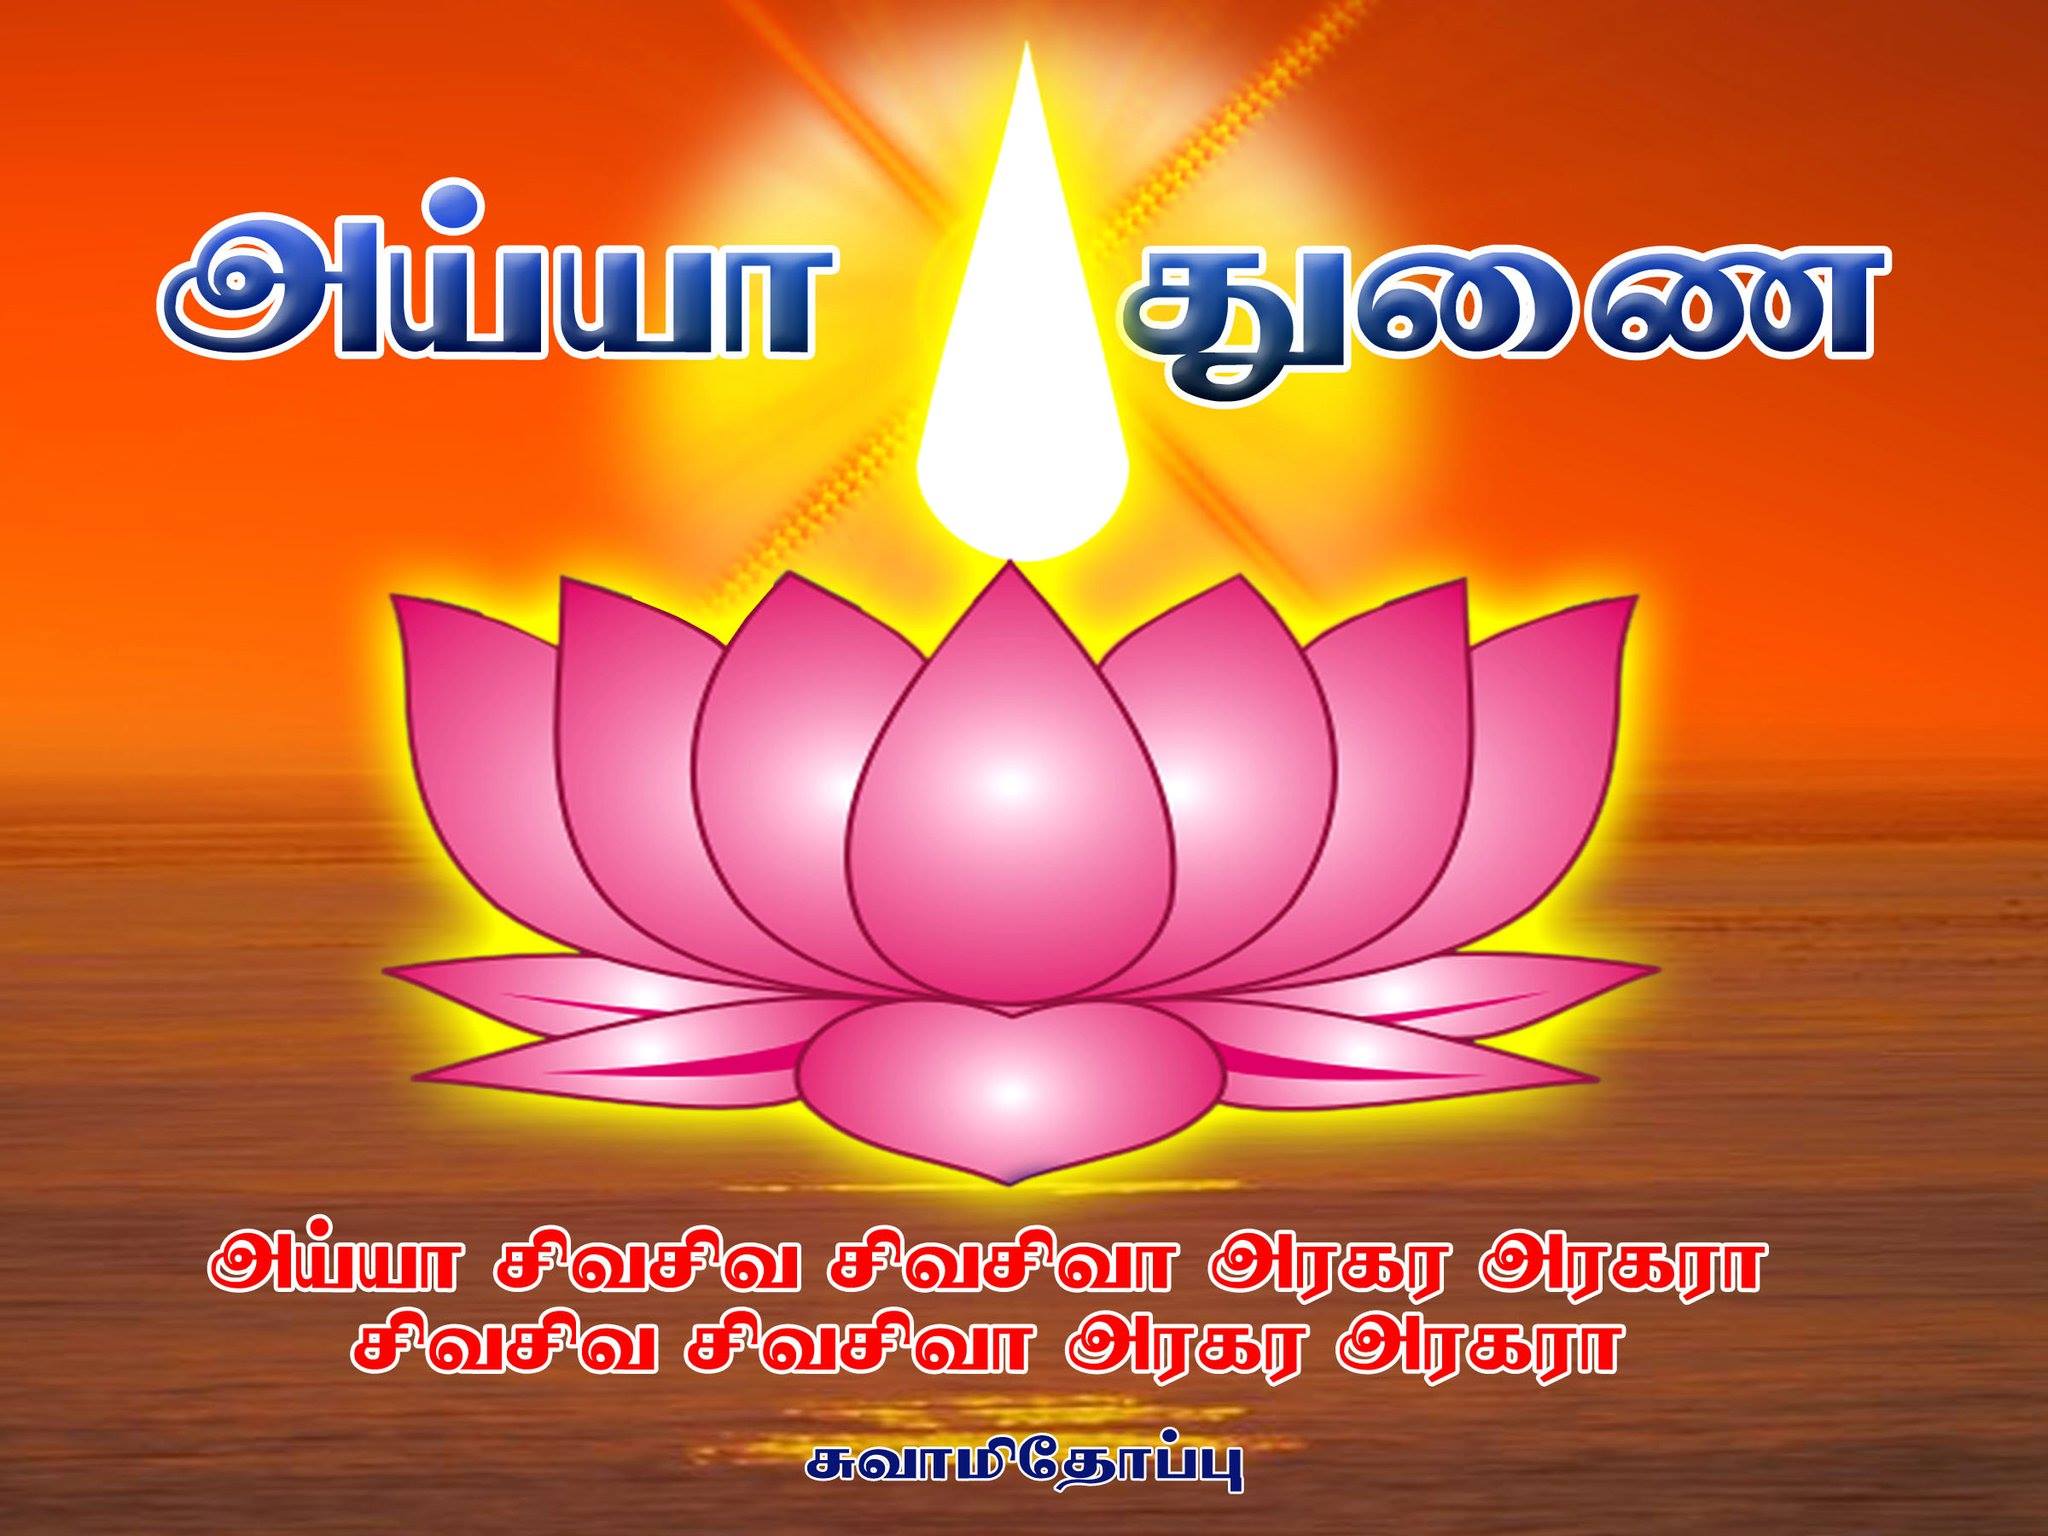 அய்யா துணை
அய்யா சிவசிவ சிவசிவா அரகர அரகரா
சிவசிவ சிவசிவா அரகர அரகரா
சுவாமிதோப்பு